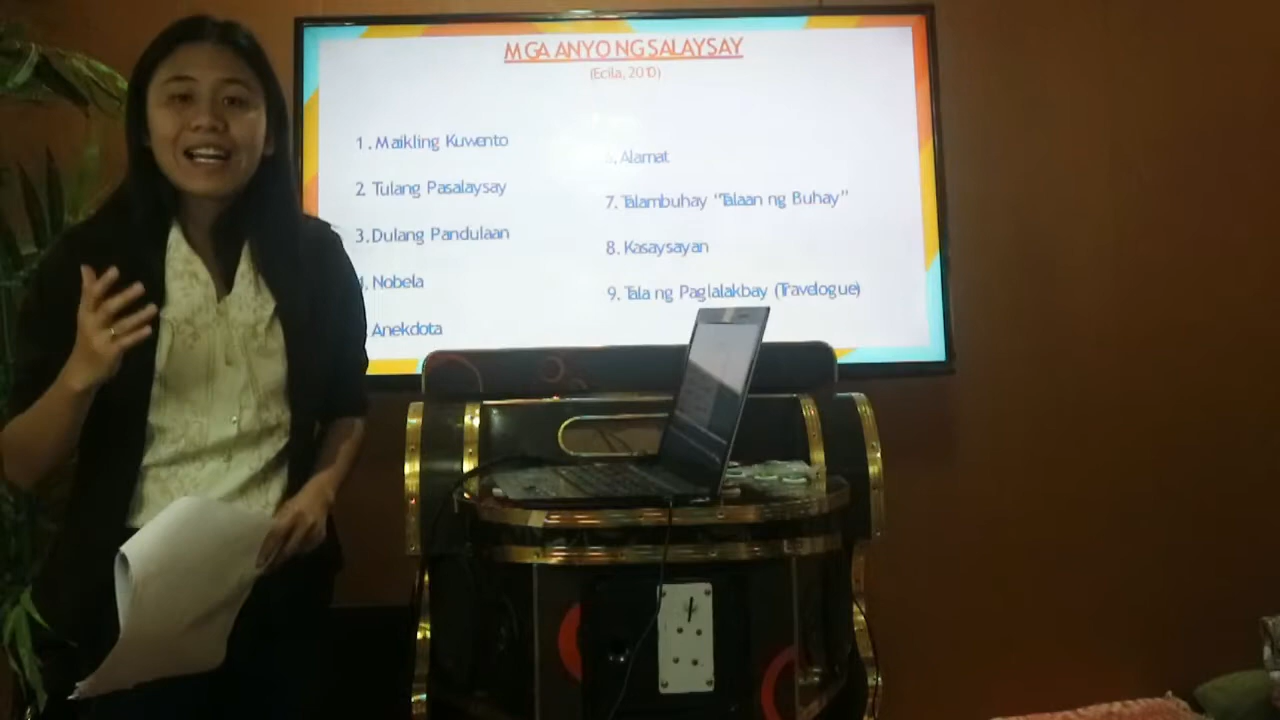 MGA ANYO NG SALAYSAY
(Ecila, 2010)
1. Maikling Kuwento
2. Tulang Pasalaysay
3. Dulang Pandulaan
Nobela
Anekdota
Alamat
7. Talambuhay "Talaan ng Buhay"
8. Kasaysayan
9. Tala ng Paglalakbay (Travelogue)